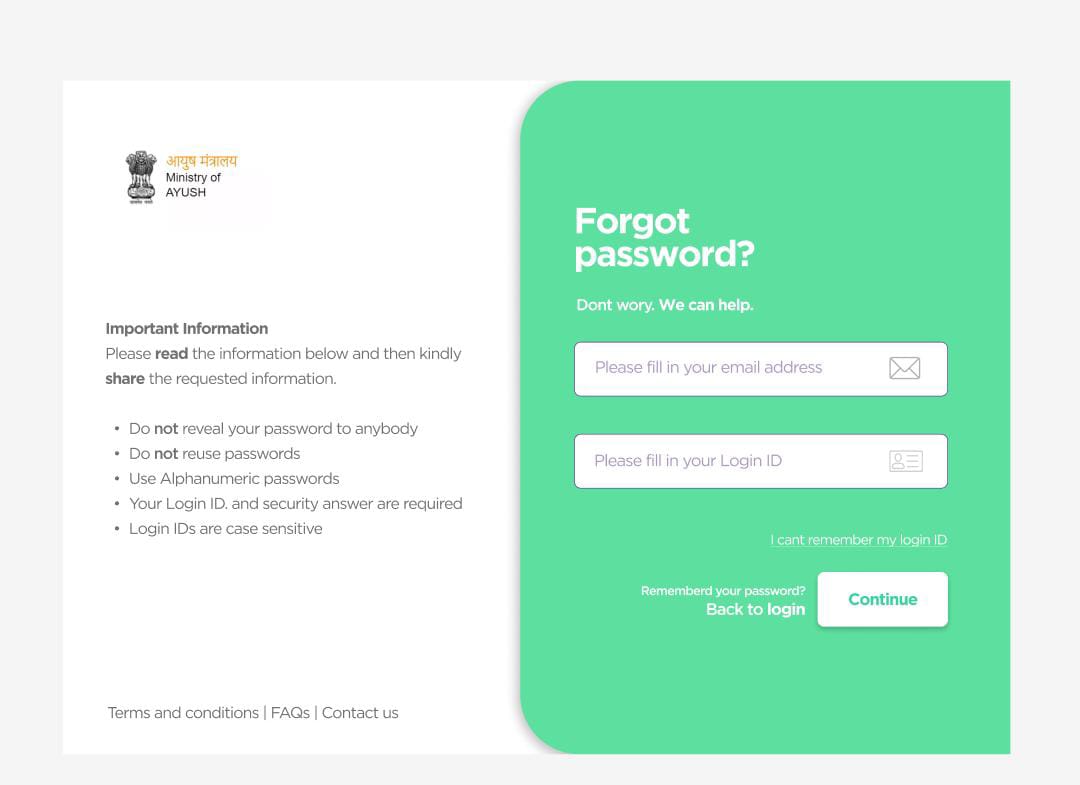 आयुष मंत्रालय
Ministry of
AYUSH
Important Information
Please read the information below and then kindly
share the requested information.
• Do not reveal your password to anybody
• Do not reuse passwords
• Use Alphanumeric passwords
• Your Login ID. and security answer are required
• Login IDs are case sensitive
Terms and conditions | FAQs | Contact us
Forgot
password?
Dont wory. We can help.
Please fill in your email address
Please fill in your Login ID
I cant remember my login ID
Rememberd your password?
Back to login
Continue